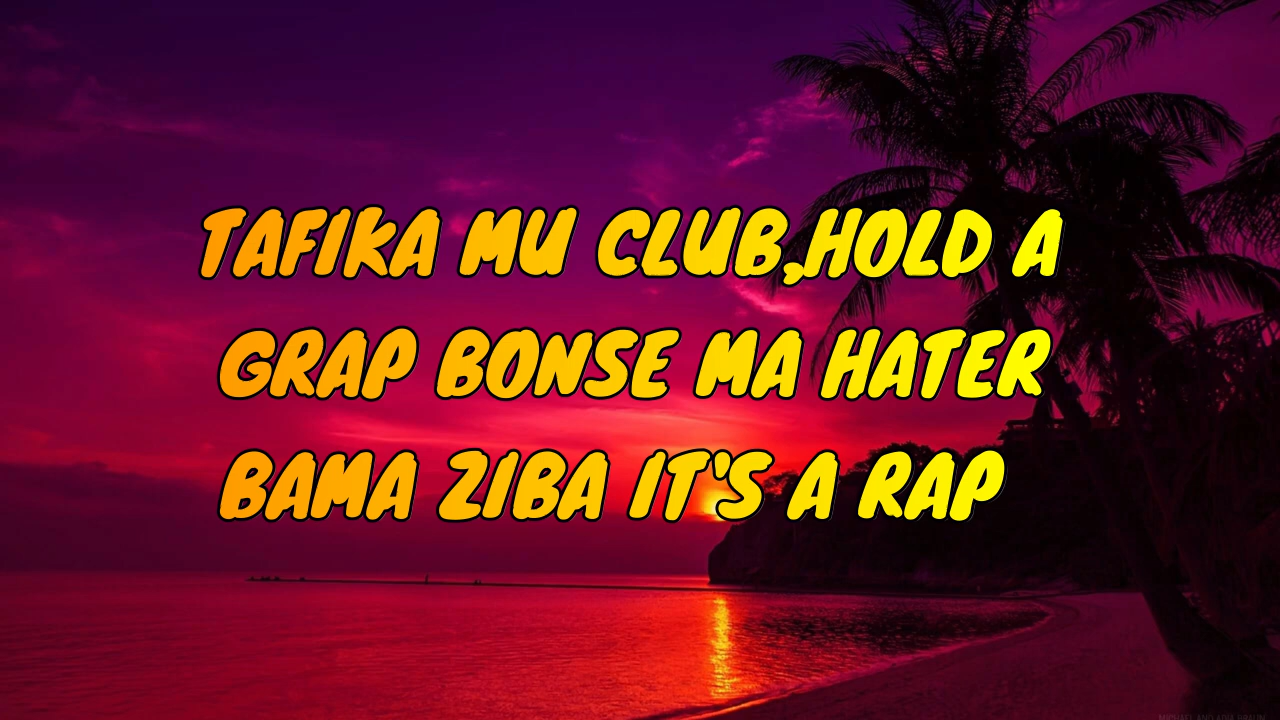 TAFIKA MU CLUB,HOLD A
GRAP BONSE MA HATER
BAMA ZIBA IT'S A RAP